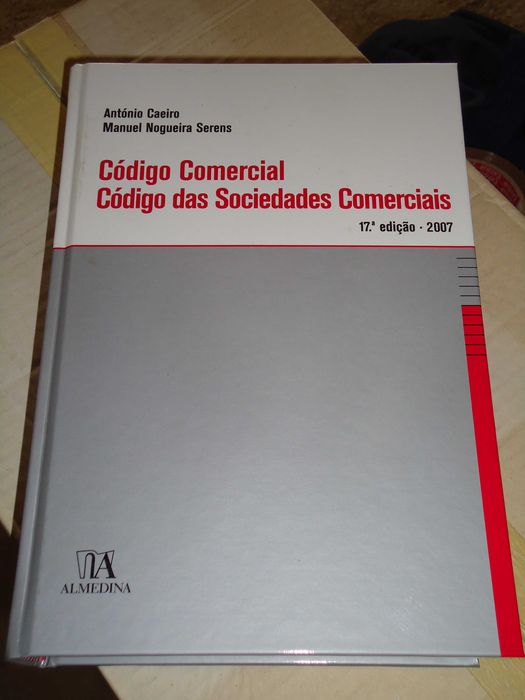 António Caeiro
Manuel Nogueira Serens
Código Comercial
Código das Sociedades Comerciais
17.ª edição · 2007
ALMEDINA